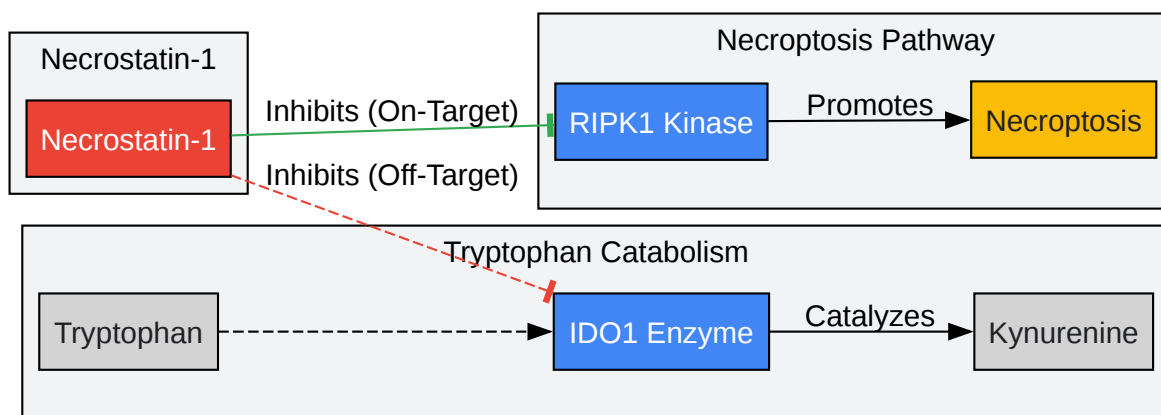 Necrostatin-1
Necrostatin-1
Inhibits (On-Target)
Inhibits (Off-Target)
Necroptosis Pathway
RIPK1 Kinase
Promotes
Necroptosis
Tryptophan Catabolism
Tryptophan
IDO1 Enzyme
Catalyzes
Kynurenine